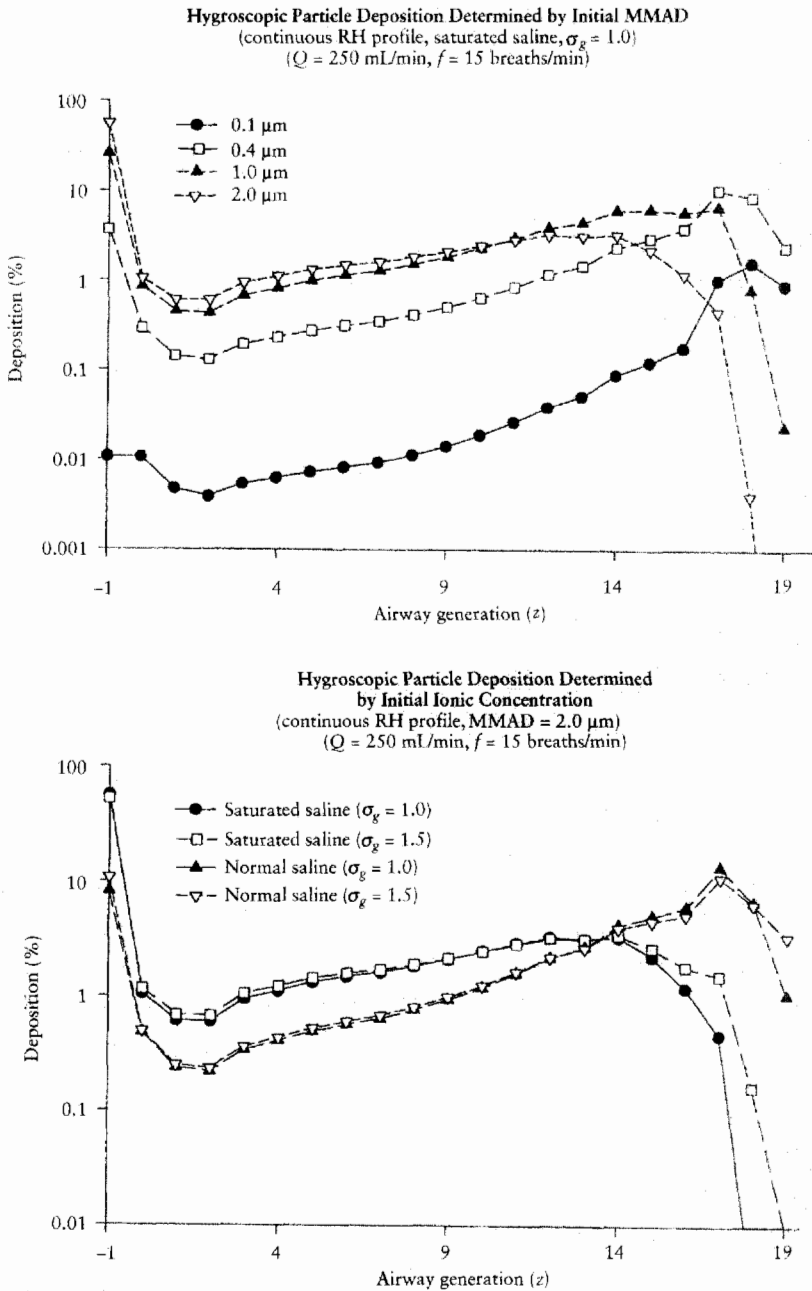 Hygroscopic Particle Deposition Determined by Initial MMAD
(continuous RH profile, saturated saline, σg = 1.0)
(Q = 250 mL/min, f = 15 breaths/min)
100
10
1
0.1
0.01
0.001
Deposition (%)
0.1 µm
0.4 µm
1.0 µm
2.0 µm
−1
4
9
14
19
Airway generation (z)
Hygroscopic Particle Deposition Determined
by Initial Ionic Concentration
(continuous RH profile, MMAD = 2.0 µm)
(Q = 250 mL/min, f = 15 breaths/min)
100
10
1
0.1
0.01
Deposition (%)
Saturated saline (σg = 1.0)
Saturated saline (σg = 1.5)
Normal saline (σg = 1.0)
Normal saline (σg = 1.5)
−1
4
9
14
19
Airway generation (z)